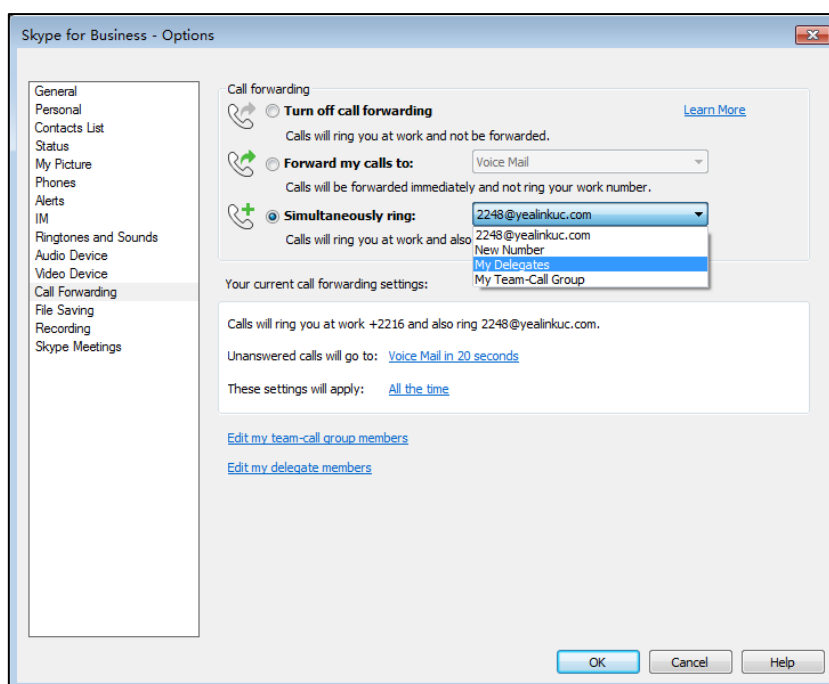 Skype for Business - Options
General
Personal
Contacts List
Status
My Picture
Phones
Alerts
IM
Ringtones and Sounds
Audio Device
Video Device
Call Forwarding
File Saving
Recording
Skype Meetings
Call forwarding
Turn off call forwarding
Learn More
Calls will ring you at work and not be forwarded.
Forward my calls to:
Voice Mail
Calls will be forwarded immediately and not ring your work number.
Simultaneously ring:
2248@yealinkuc.com
Calls will ring you at work and also
2248@yealinkuc.com
New Number
My Delegates
My Team-Call Group
Your current call forwarding settings:
Calls will ring you at work +2216 and also ring 2248@yealinkuc.com.
Unanswered calls will go to: Voice Mail in 20 seconds
These settings will apply: All the time
Edit my team-call group members
Edit my delegate members
OK
Cancel
Help